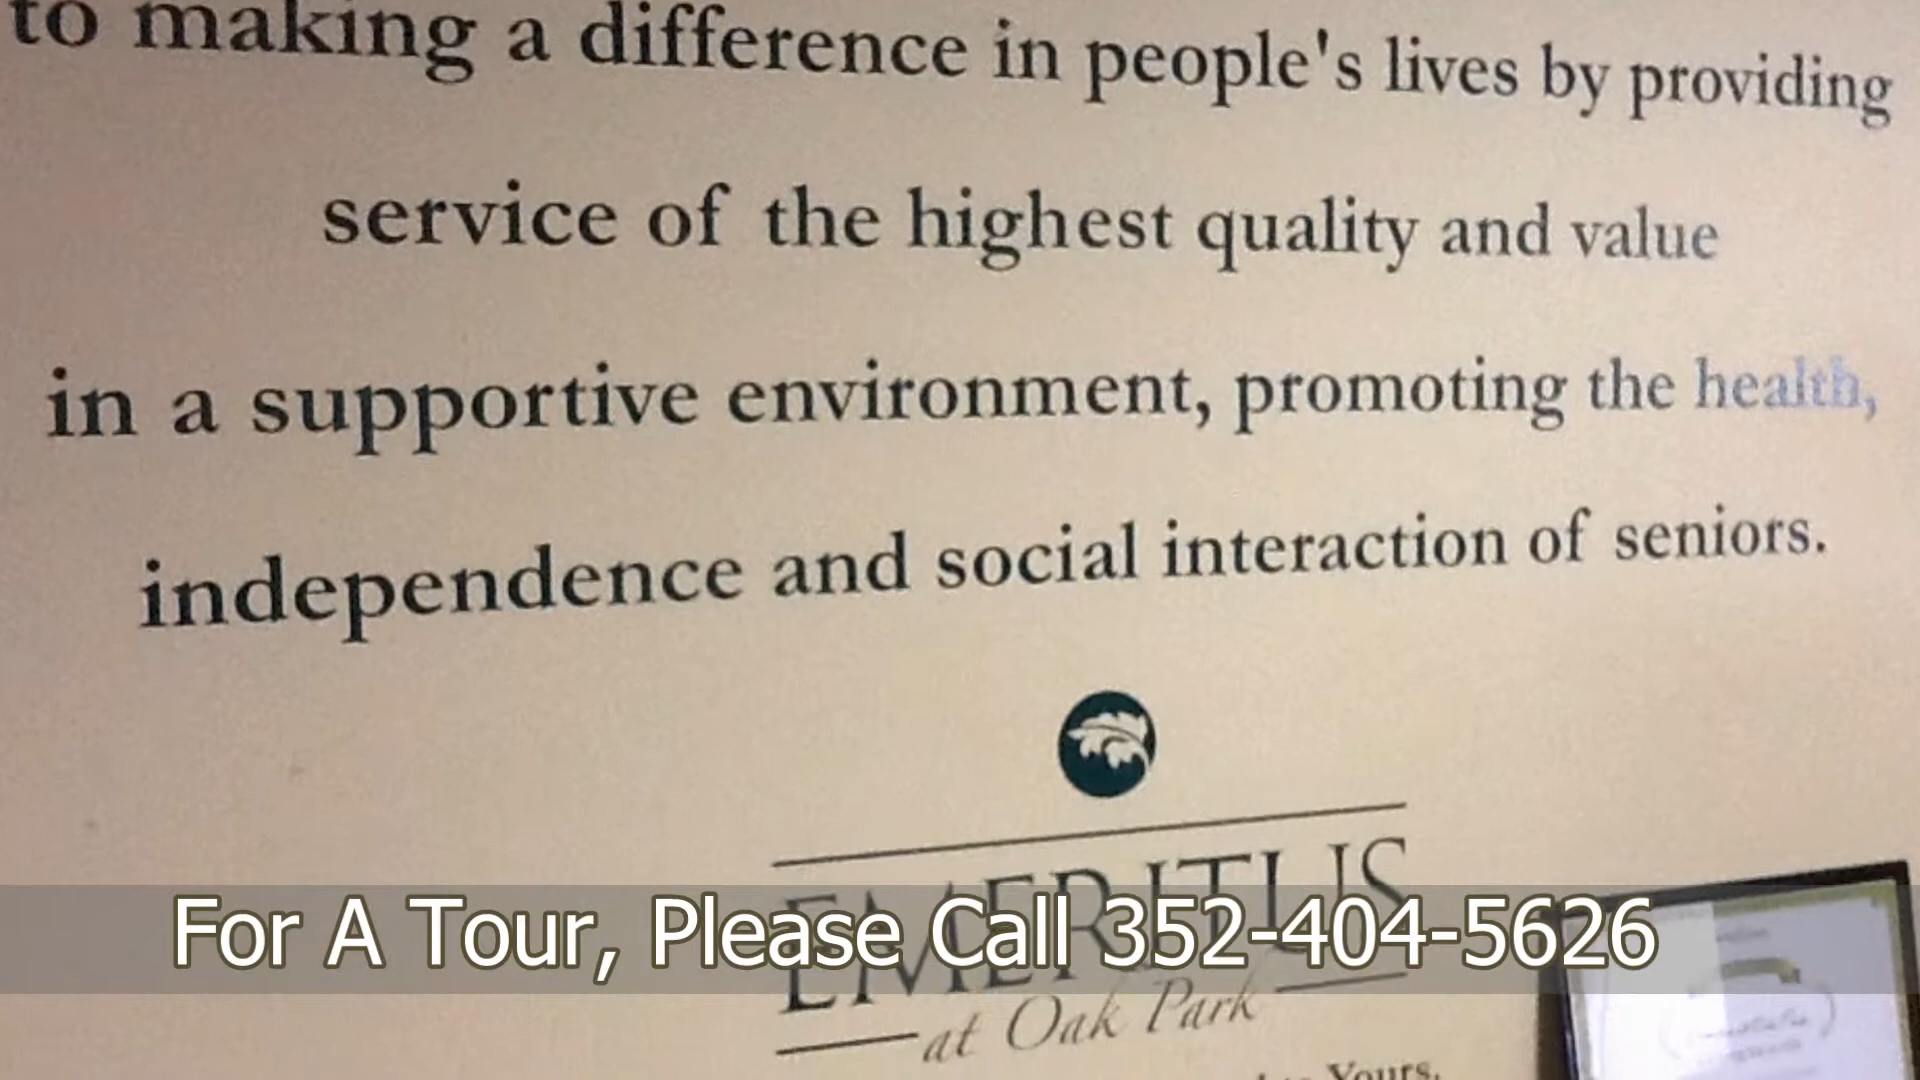 to making a difference in people's lives by providing
service of the highest quality and value
in a supportive environment, promoting the health,
independence and social interaction of seniors.
EMERITUS
For A Tour, Please Call 352-404-5626
at Oak Park
Yours.